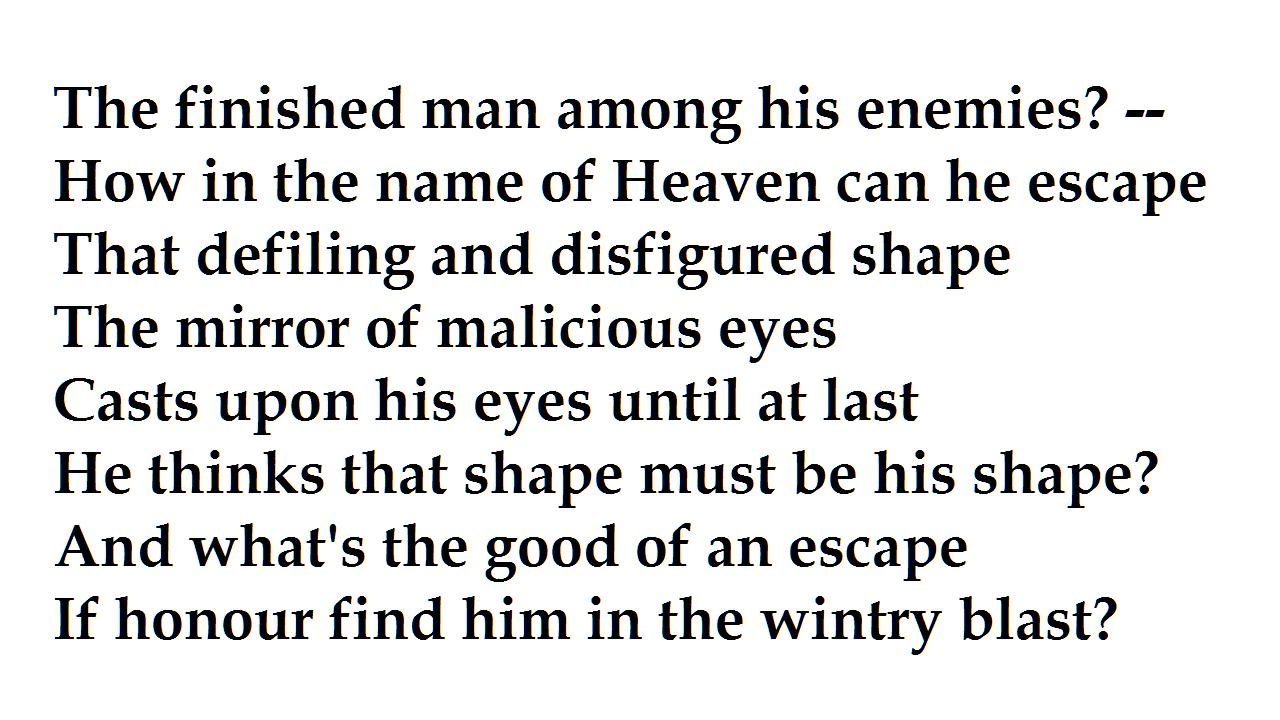 The finished man among his enemies? --
How in the name of Heaven can he escape
That defiling and disfigured shape
The mirror of malicious eyes
Casts upon his eyes until at last
He thinks that shape must be his shape?
And what's the good of an escape
If honour find him in the wintry blast?